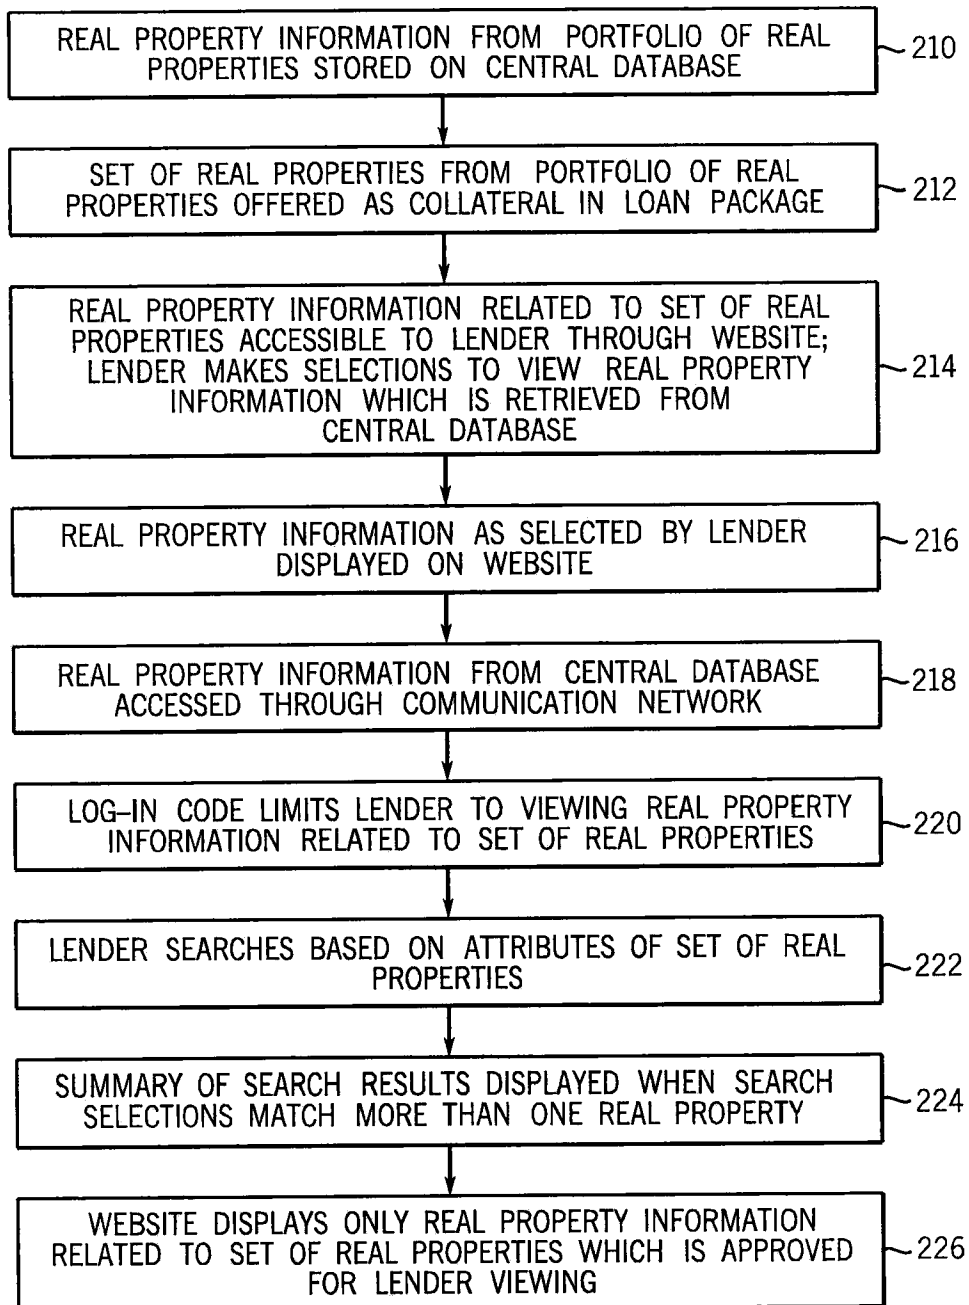 REAL PROPERTY INFORMATION FROM PORTFOLIO OF REAL
PROPERTIES STORED ON CENTRAL DATABASE
210
SET OF REAL PROPERTIES FROM PORTFOLIO OF REAL
PROPERTIES OFFERED AS COLLATERAL IN LOAN PACKAGE
212
REAL PROPERTY INFORMATION RELATED TO SET OF REAL
PROPERTIES ACCESSIBLE TO LENDER THROUGH WEBSITE;
LENDER MAKES SELECTIONS TO VIEW REAL PROPERTY
INFORMATION WHICH IS RETRIEVED FROM
CENTRAL DATABASE
214
REAL PROPERTY INFORMATION AS SELECTED BY LENDER
DISPLAYED ON WEBSITE
216
REAL PROPERTY INFORMATION FROM CENTRAL DATABASE
ACCESSED THROUGH COMMUNICATION NETWORK
218
LOG-IN CODE LIMITS LENDER TO VIEWING REAL PROPERTY
INFORMATION RELATED TO SET OF REAL PROPERTIES
220
LENDER SEARCHES BASED ON ATTRIBUTES OF SET OF REAL
PROPERTIES
222
SUMMARY OF SEARCH RESULTS DISPLAYED WHEN SEARCH
SELECTIONS MATCH MORE THAN ONE REAL PROPERTY
224
WEBSITE DISPLAYS ONLY REAL PROPERTY INFORMATION
RELATED TO SET OF REAL PROPERTIES WHICH IS APPROVED
FOR LENDER VIEWING
226